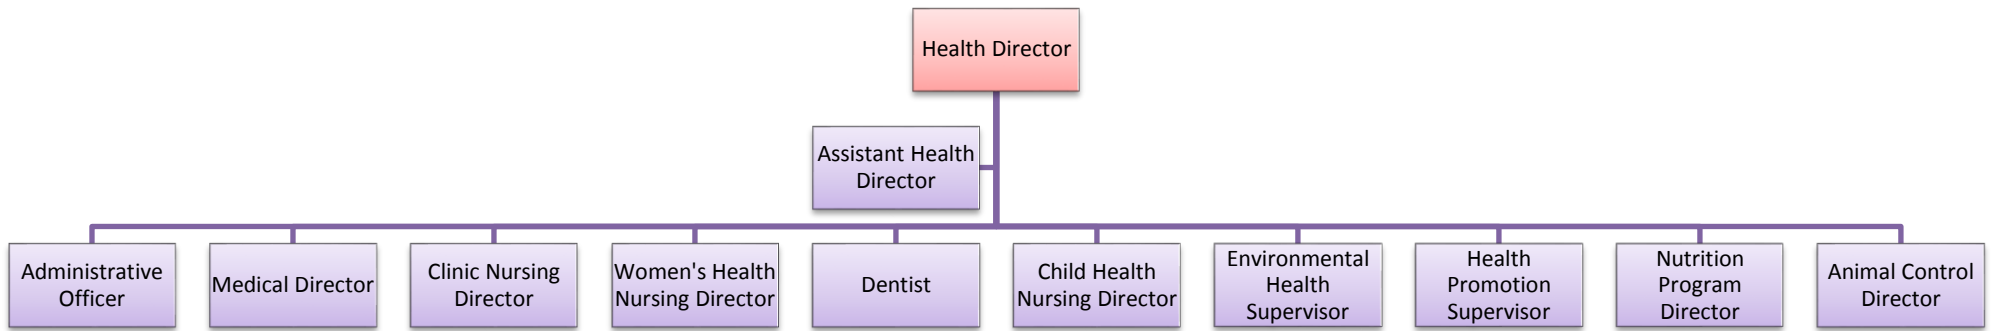 Health Director
Assistant Health
Director
Administrative
Officer
Medical Director
Clinic Nursing
Director
Women's Health
Nursing Director
Dentist
Child Health
Nursing Director
Environmental
Health
Supervisor
Health
Promotion
Supervisor
Nutrition
Program
Director
Animal Control
Director